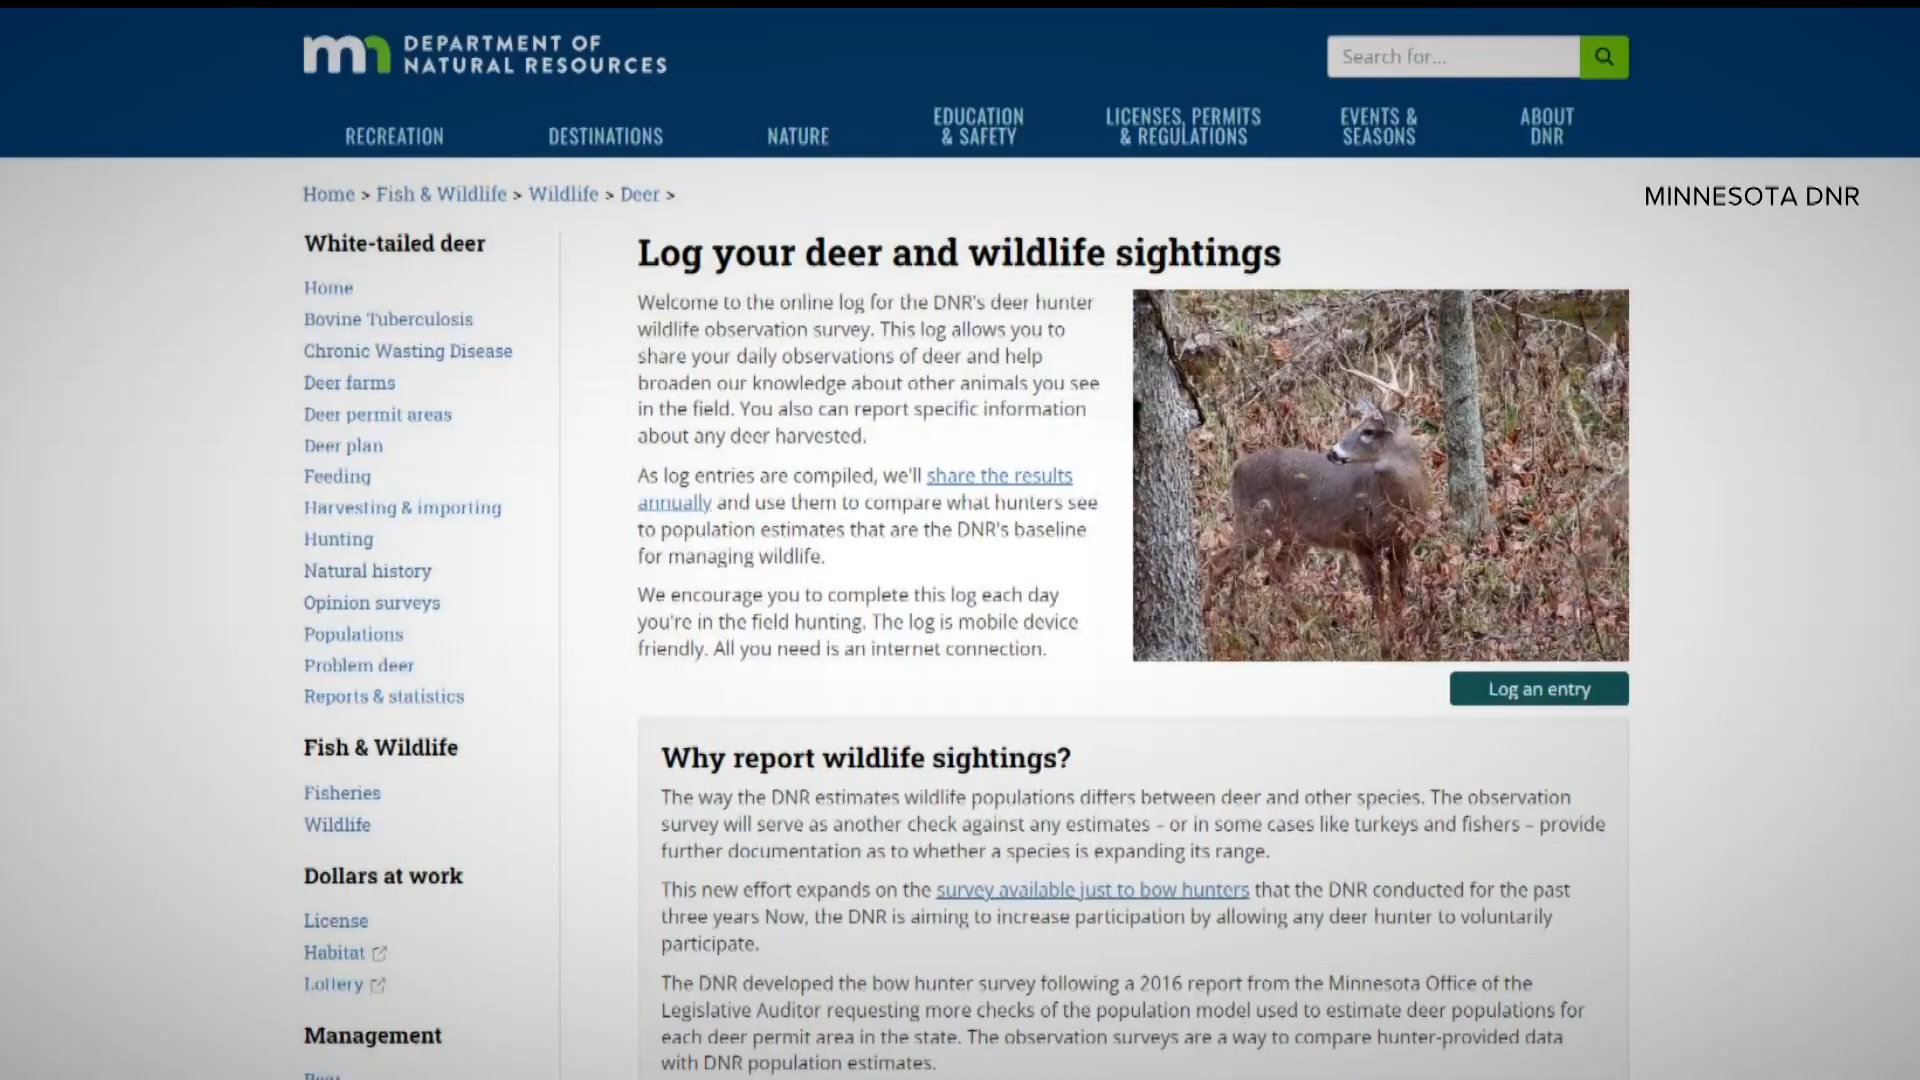 mn DEPARTMENT OF
NATURAL RESOURCES
Search for...
RECREATION
DESTINATIONS
NATURE
EDUCATION
& SAFETY
LICENSES, PERMITS
& REGULATIONS
EVENTS &
SEASONS
ABOUT
DNR
Home > Fish & Wildlife > Wildlife > Deer >
MINNESOTA DNR
White-tailed deer
Home
Bovine Tuberculosis
Chronic Wasting Disease
Deer farms
Deer permit areas
Deer plan
Feeding
Harvesting & importing
Hunting
Natural history
Opinion surveys
Populations
Problem deer
Reports & statistics
Fish & Wildlife
Fisheries
Wildlife
Dollars at work
License
Habitat
Lottery
Management
Log your deer and wildlife sightings
Welcome to the online log for the DNR's deer hunter
wildlife observation survey. This log allows you to
share your daily observations of deer and help
broaden our knowledge about other animals you see
in the field. You also can report specific information
about any deer harvested.
As log entries are compiled, we'll share the results
annually and use them to compare what hunters see
to population estimates that are the DNR's baseline
for managing wildlife.
We encourage you to complete this log each day
you're in the field hunting. The log is mobile device
friendly. All you need is an internet connection.
Log an entry
Why report wildlife sightings?
The way the DNR estimates wildlife populations differs between deer and other species. The observation
survey will serve as another check against any estimates – or in some cases like turkeys and fishers – provide
further documentation as to whether a species is expanding its range.
This new effort expands on the survey available just to bow hunters that the DNR conducted for the past
three years Now, the DNR is aiming to increase participation by allowing any deer hunter to voluntarily
participate.
The DNR developed the bow hunter survey following a 2016 report from the Minnesota Office of the
Legislative Auditor requesting more checks of the population model used to estimate deer populations for
each deer permit area in the state. The observation surveys are a way to compare hunter-provided data
with DNR population estimates.